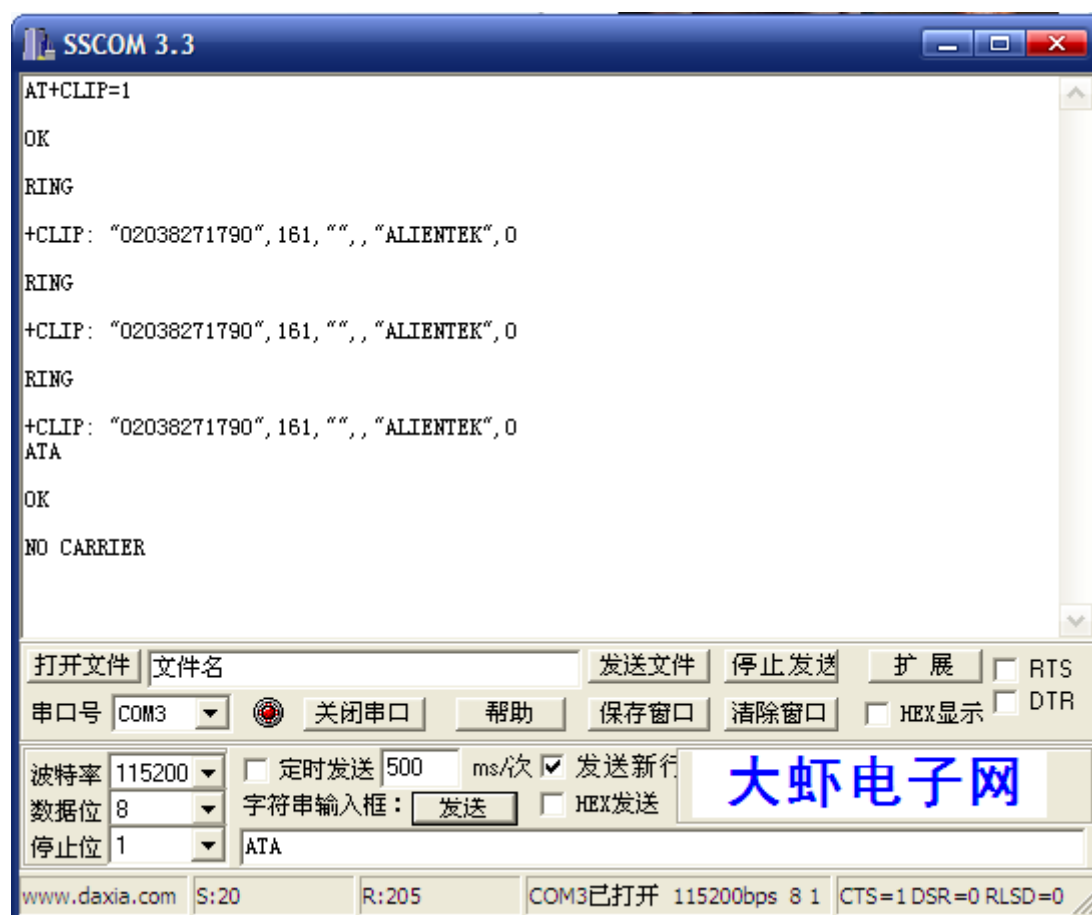 SSCOM 3.3
AT+CLIP=1
OK
RING
+CLIP: "02038271790",161,"",,"ALIENTEK",0
RING
+CLIP: "02038271790",161,"",,"ALIENTEK",0
RING
+CLIP: "02038271790",161,"",,"ALIENTEK",0
ATA
OK
NO CARRIER
打开文件 文件名 发送文件 停止发送 扩展 RTS
串口号 COM3 关闭串口 帮助 保存窗口 清除窗口 HEX显示 DTR
波特率 115200 定时发送 500 ms/次 发送新行 大虾电子网
数据位 8 字符串输入框： 发送 HEX发送
停止位 1 ATA
www.daxia.com S:20 R:205 COM3已打开 115200bps 8 1 CTS=1 DSR=0 RLSD=0